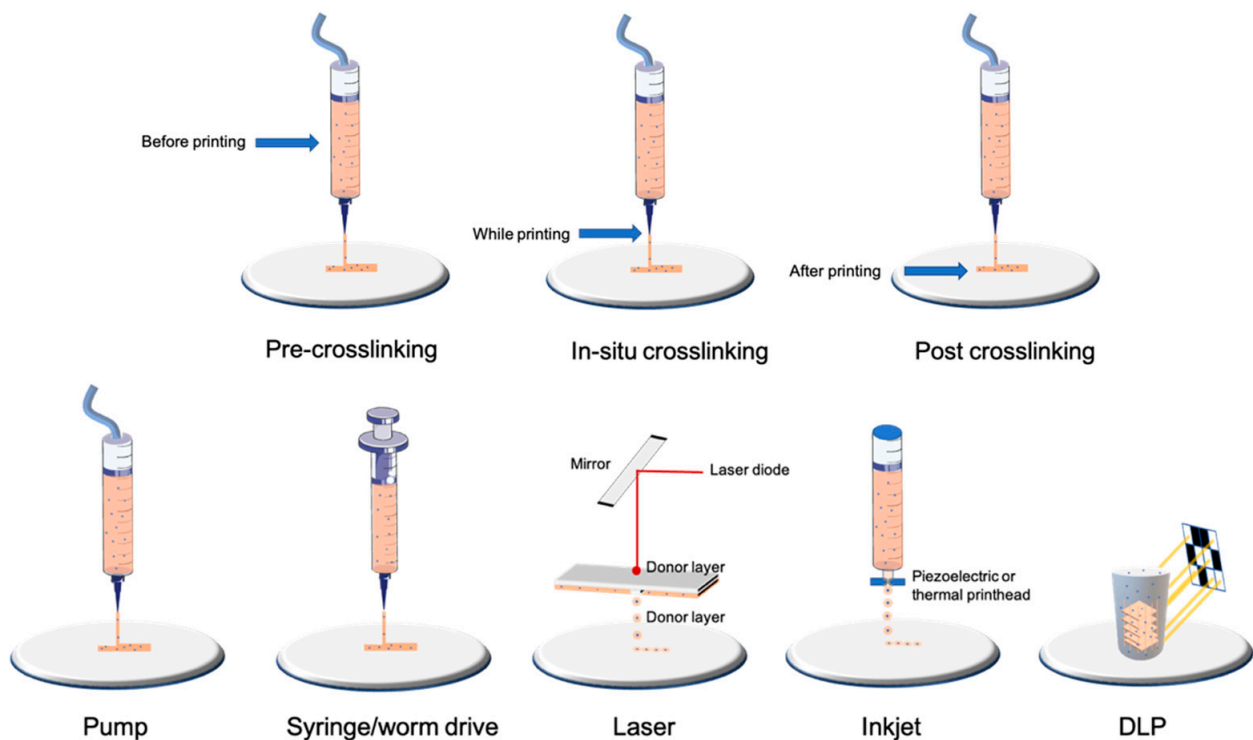 Before printing
While printing
After printing
Pre-crosslinking
In-situ crosslinking
Post crosslinking
Mirror
Laser diode
Donor layer
Donor layer
Piezoelectric or
thermal printhead
Pump
Syringe/worm drive
Laser
Inkjet
DLP